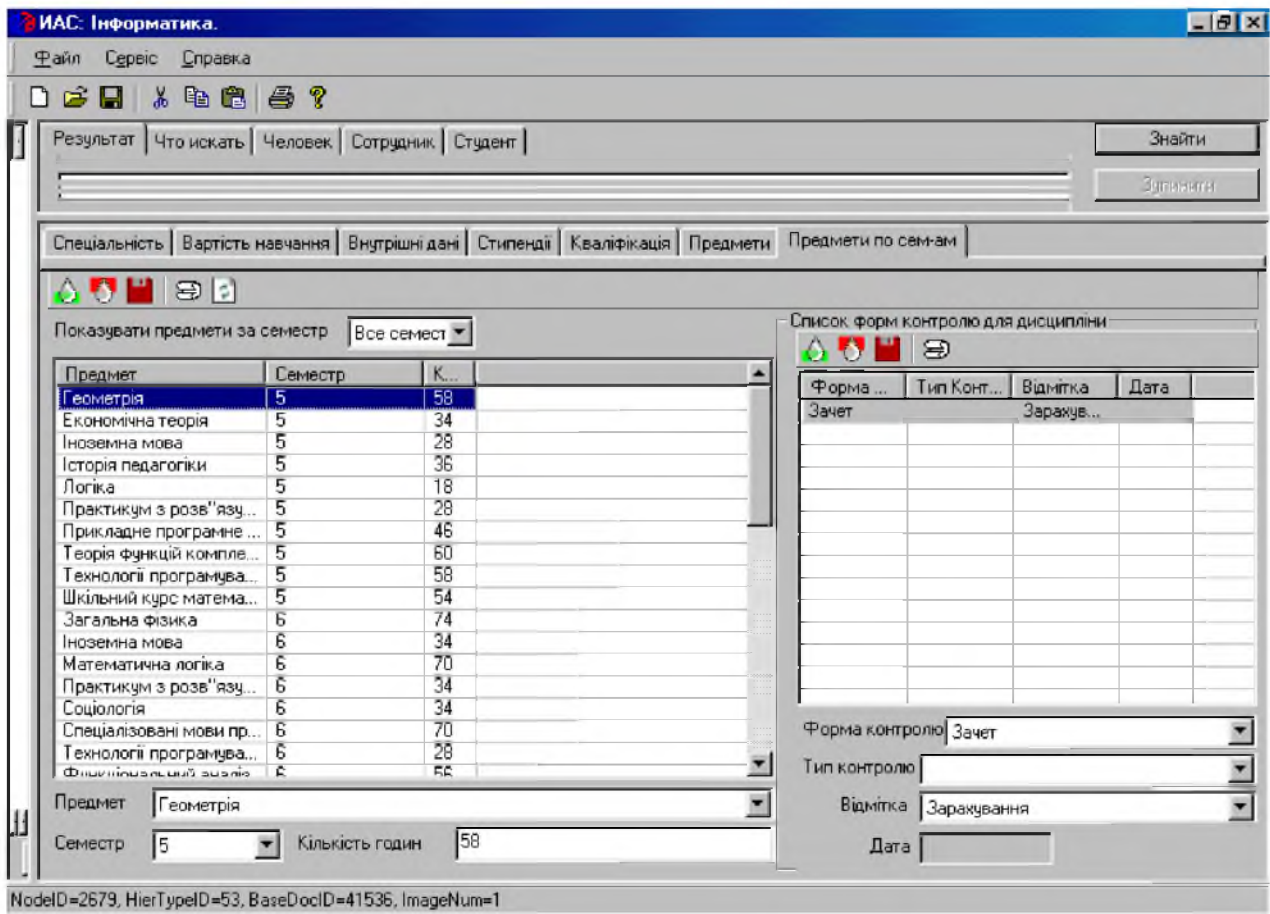 ИАС: Інформатика.
Файл Сервіс Справка
Результат Что искать Человек Сотрудник Студент
Знайти
Зупинити
Спеціальність Вартість навчання Внутрішні дані Стипендії Кваліфікація Предмети Предмети по сем-ам
Показувати предмети за семестр Все семест
Предмет Семестр К...
Геометрія 5 58
Економічна теорія 5 34
Іноземна мова 5 28
Історія педагогіки 5 36
Логіка 5 18
Практикум з розв"язу... 5 28
Прикладне програмне ... 5 46
Теорія функцій компле... 5 60
Технології програмува... 5 58
Шкільний курс матема... 5 54
Загальна фізика 6 74
Іноземна мова 6 34
Математична логіка 6 70
Практикум з розв"язу... 6 34
Соціологія 6 34
Спеціалізовані мови пр... 6 70
Технології програмува... 6 28
Функціональний аналіз 6 56
Предмет Геометрія
Семестр 5 Кількість годин 58
Список форм контролю для дисципліни
Форма ... Тип Конт... Відмітка Дата
Зачет Зарахув...
Форма контролю Зачет
Тип контролю
Відмітка Зарахування
Дата
NodeID=2679, HierTypeID=53, BaseDocID=41536, ImageNum=1